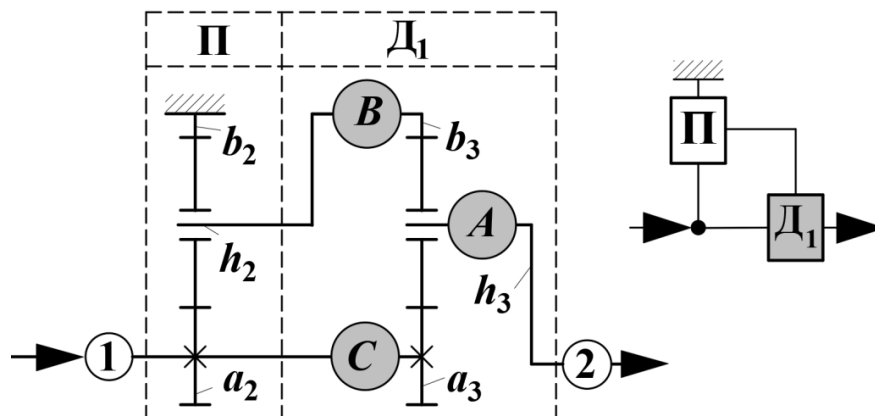 П Д₁
B
b₂ b₃
П
A
Д₁
h₂
h₃
1 C 2
a₂ a₃